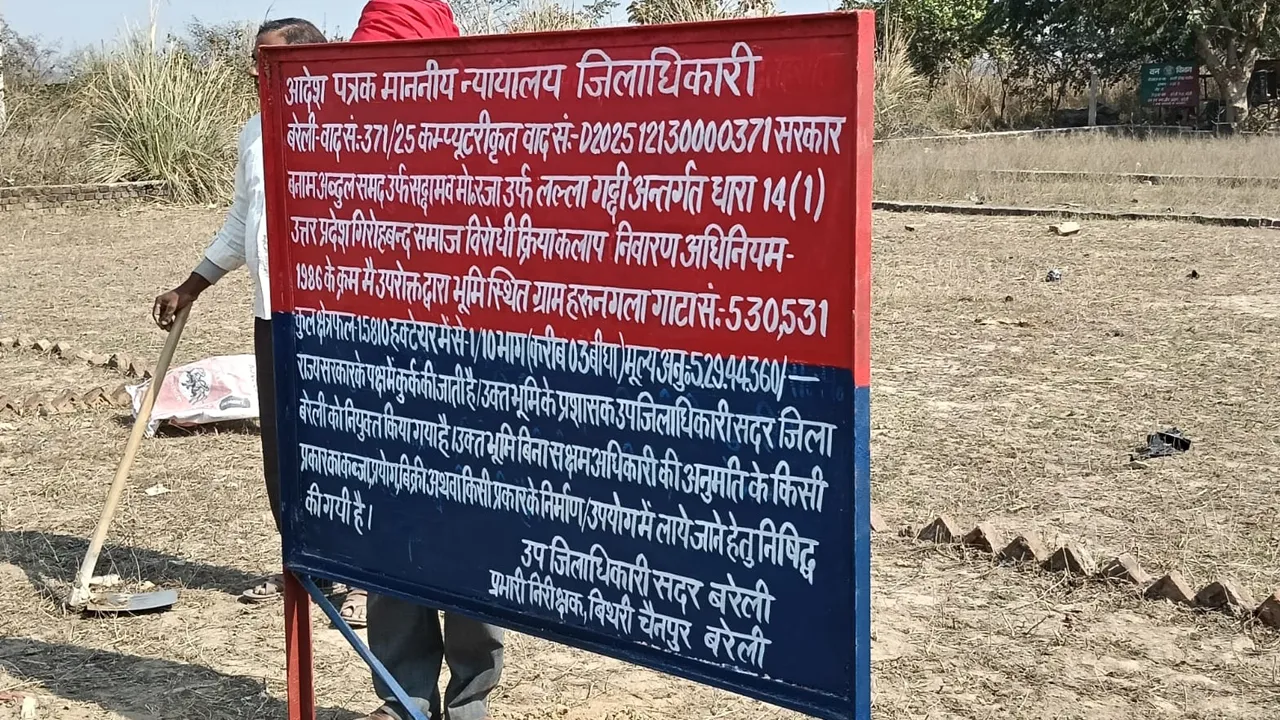 आदेश पत्रक माननीय न्यायालय जिलाधिकारी
बरेली-वाद सं:-371/25 कम्प्यूटरीकृत वाद सं:- D202512130000371 सरकार
बनाम अब्दुल समद उर्फ सद्दाम व मो. रजा उर्फ लल्ला गद्दी अन्तर्गत धारा 14(1)
उत्तर प्रदेश गिरोहबन्द समाज विरोधी क्रियाकलाप निवारण अधिनियम-
1986 के क्रम मै उपरोक्त द्वारा भूमि स्थित ग्राम हरुनगला गाटा सं:-530,531
कुल क्षेत्रफल-1.5810 हक्टेयर में से-1/10 भाग (करीब 03 बीघा) मूल्य अनु:5,29,44,360/—
राज्य सरकार के पक्ष में कुर्क की जाती है। उक्त भूमि के प्रशासक उपजिलाधिकारी सदर जिला
बरेली को नियुक्त किया गया है। उक्त भूमि बिना सक्षम अधिकारी की अनुमति के किसी
प्रकार का कब्जा, प्रयोग, बिक्री अथवा किसी प्रकार के निर्माण/उपयोग में लाये जाने हेतु निषिद्ध
की गयी है।
उप जिलाधिकारी सदर बरेली
प्रभारी निरीक्षक, बिथरी चैनपुर बरेली
वन विभाग